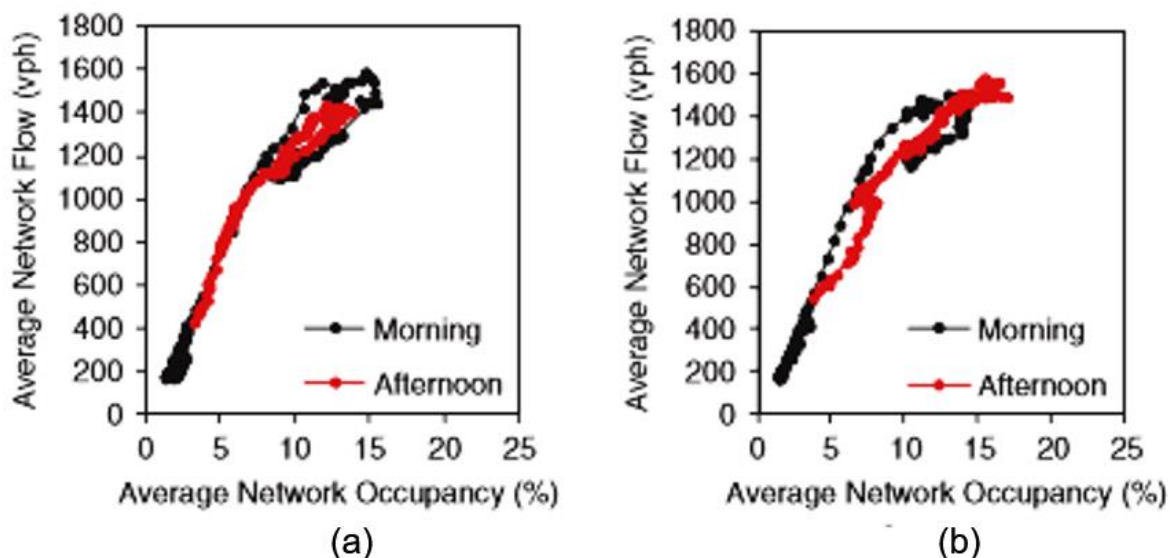 Average Network Flow (vph)
1800
1600
1400
1200
1000
800
600
400
200
0
Morning
Afternoon
0 5 10 15 20 25
Average Network Occupancy (%)
(a)
Average Network Flow (vph)
1800
1600
1400
1200
1000
800
600
400
200
0
Morning
Afternoon
0 5 10 15 20 25
Average Network Occupancy (%)
(b)